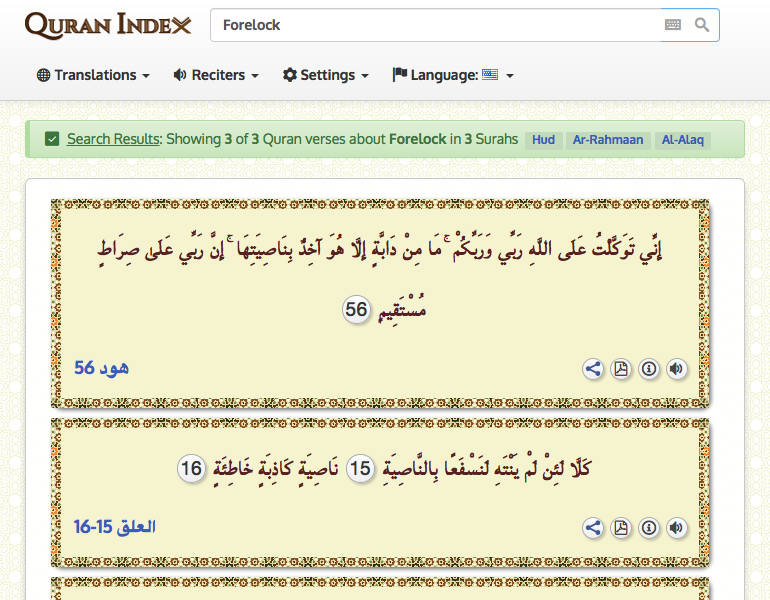 QURAN INDEX
Forelock
Translations Reciters Settings Language:
Search Results: Showing 3 of 3 Quran verses about Forelock in 3 Surahs Hud Ar-Rahmaan Al-Alaq
إِنِّي تَوَكَّلْتُ عَلَى اللَّهِ رَبِّي وَرَبِّكُمْ ۚ مَا مِنْ دَابَّةٍ إِلَّا هُوَ آخِذٌ بِنَاصِيَتِهَا ۚ إِنَّ رَبِّي عَلَىٰ صِرَاطٍ
مُسْتَقِيمٍ 56
هود 56
كَلَّا لَئِنْ لَمْ يَنْتَهِ لَنَسْفَعًا بِالنَّاصِيَةِ 15 نَاصِيَةٍ كَاذِبَةٍ خَاطِئَةٍ 16
العلق 15-16